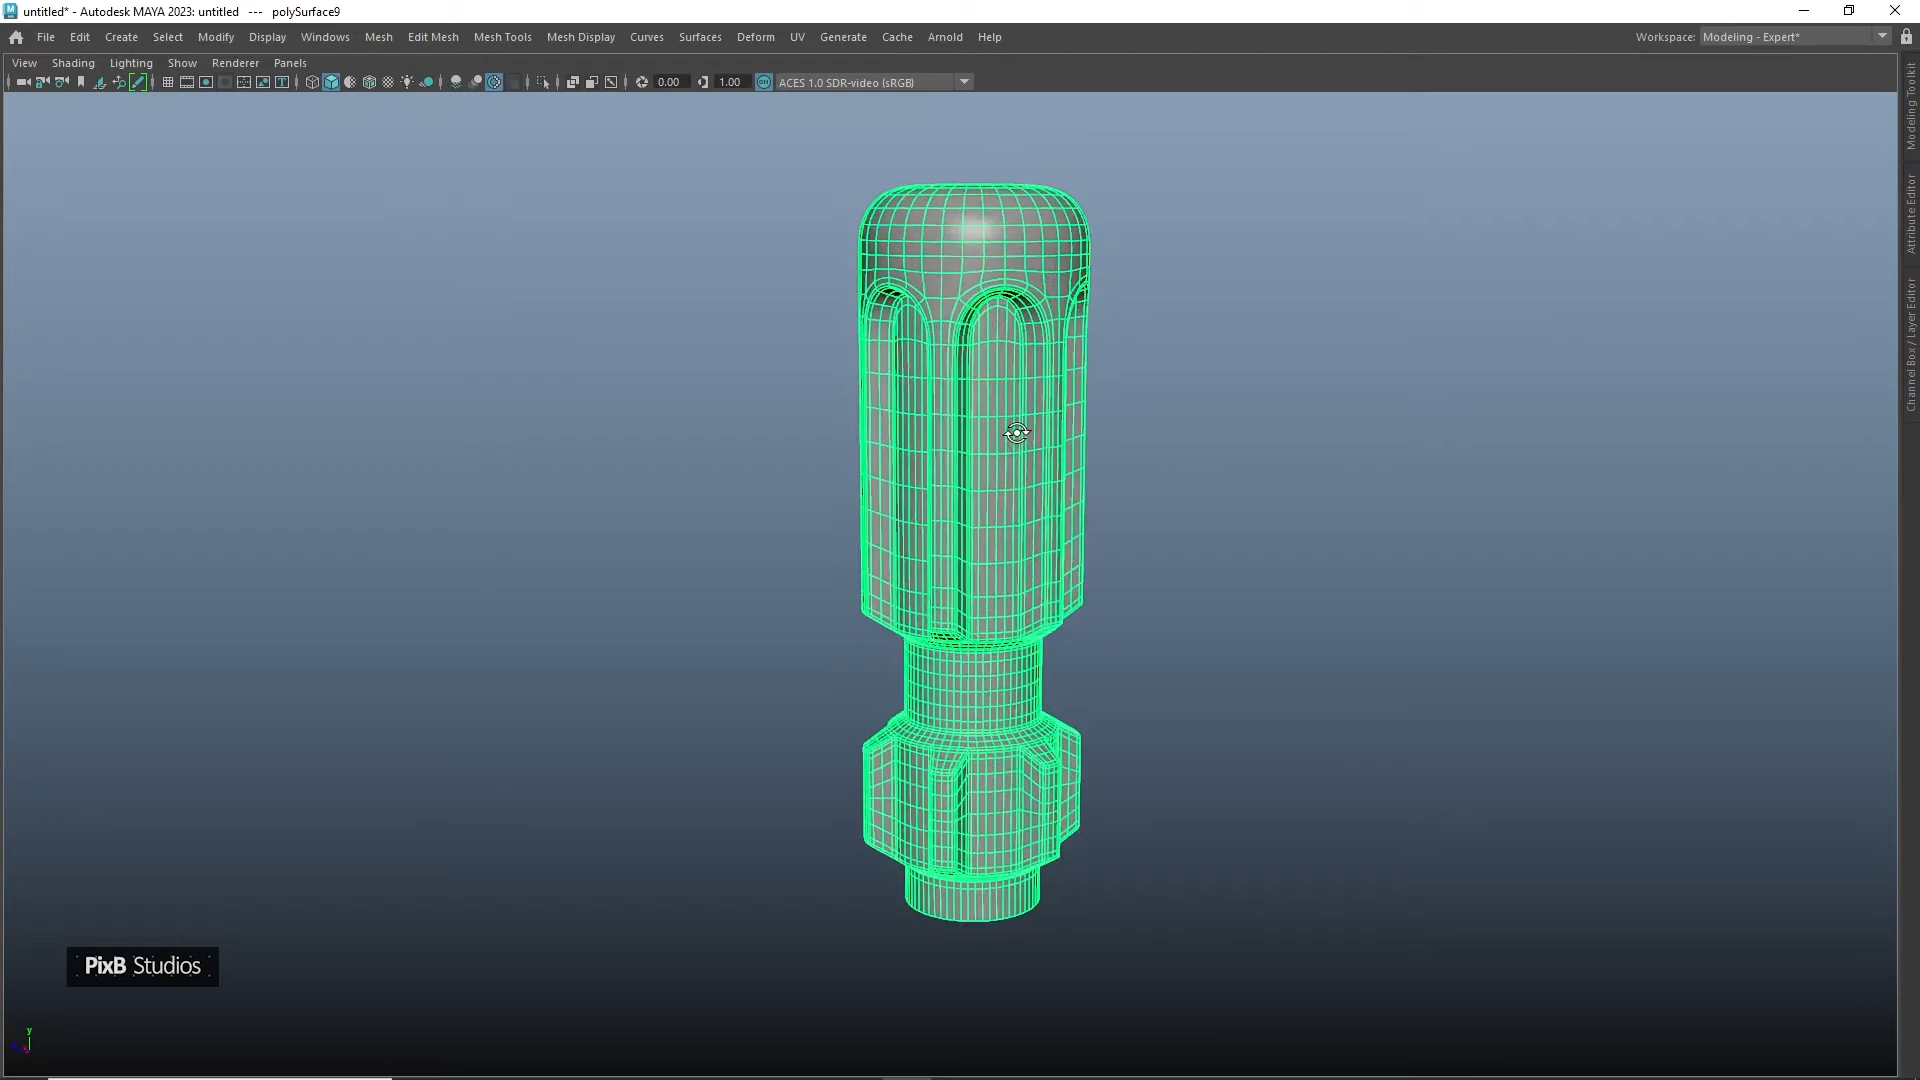 untitled* - Autodesk MAYA 2023: untitled --- polySurface9
File Edit Create Select Modify Display Windows Mesh Edit Mesh Mesh Tools Mesh Display Curves Surfaces Deform UV Generate Cache Arnold Help
Workspace: Modeling - Expert*
View Shading Lighting Show Renderer Panels
0.00 1.00 ACES 1.0 SDR-video (sRGB)
Modeling Toolkit
Attribute Editor
Channel Box / Layer Editor
PixB Studios
y